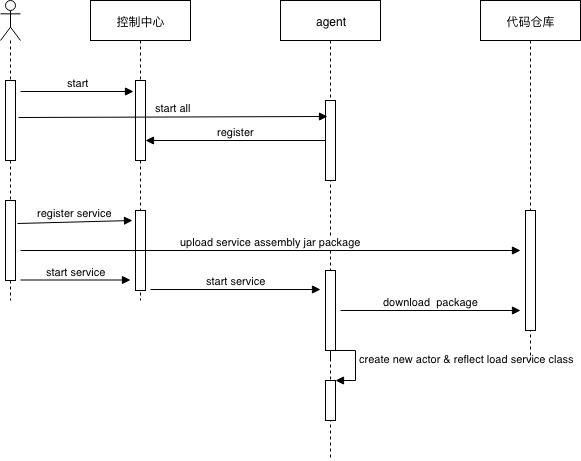 控制中心
agent
代码仓库
start
start all
register
register service
upload service assembly jar package
start service
start service
download  package
create new actor & reflect load service class